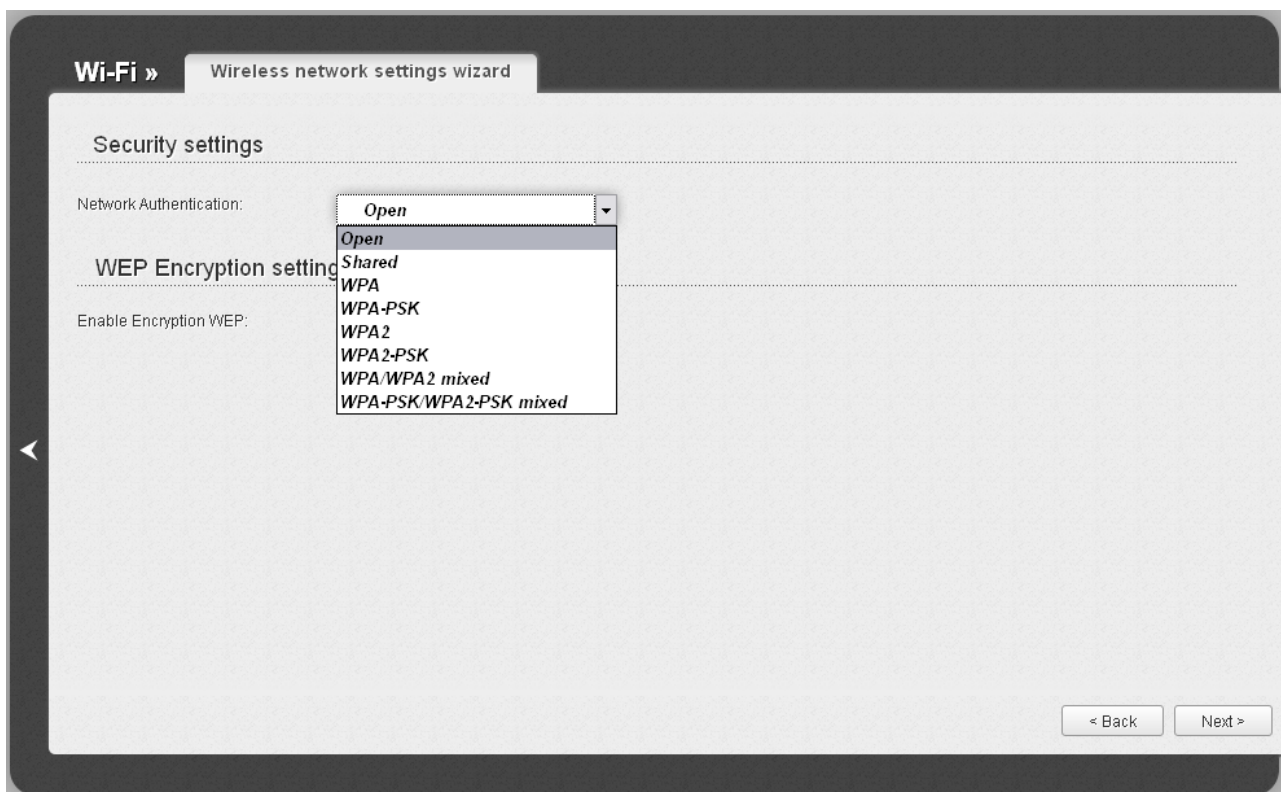 Wi-Fi » Wireless network settings wizard
Security settings
Network Authentication: Open
Open
WEP Encryption setting
Shared
WPA
WPA-PSK
Enable Encryption WEP:
WPA2
WPA2-PSK
WPA/WPA2 mixed
WPA-PSK/WPA2-PSK mixed
< Back Next >